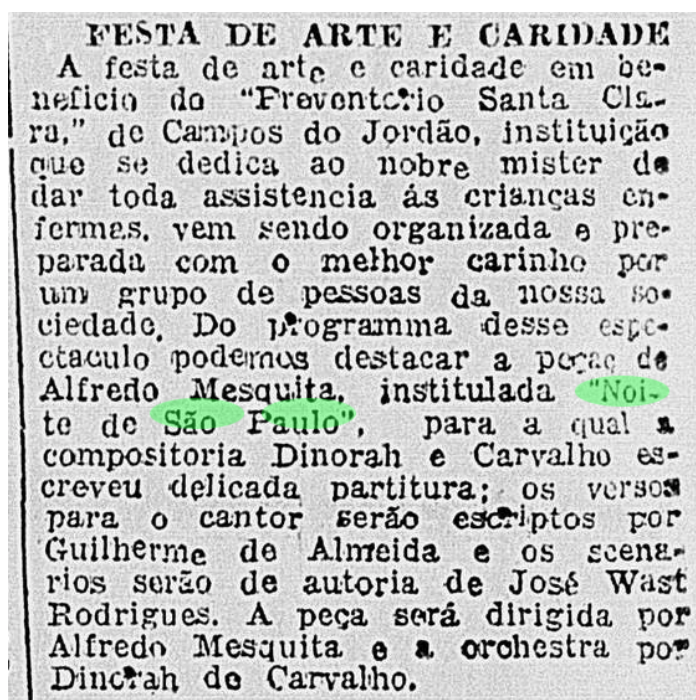 FESTA DE ARTE E CARIDADE
A festa de arte e caridade em be-
neficio do "Preventorio Santa Cla-
ra," de Campos do Jordão, instituição
que se dedica ao nobre mister de
dar toda assistencia ás crianças en-
fermas, vem sendo organizada e pre-
parada com o melhor carinho por
um grupo de pessoas da nossa so-
ciedade. Do programma desse espe-
ctaculo podemos destacar a peçaç de
Alfredo Mesquita, institulada "Noi-
te de São Paulo", para a qual a
compositoria Dinorah e Carvalho es-
creveu delicada partitura; os versos
para o cantor serão escriptos por
Guilherme de Almeida e os scena-
rios serão de autoria de José Wast
Rodrigues. A peça será dirigida por
Alfredo Mesquita e a orchestra por
Dinorah de Carvalho.